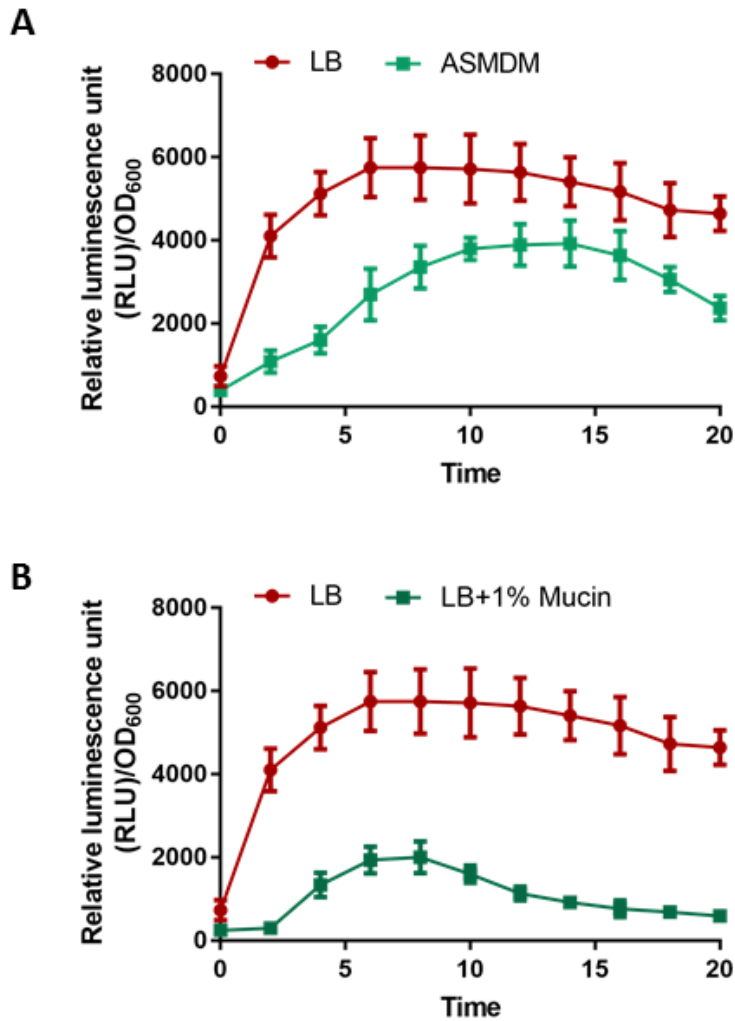 A
LB ASMDM
Relative luminescence unit
(RLU)/OD600
8000
6000
4000
2000
0
0 5 10 15 20
Time
B
LB LB+1% Mucin
Relative luminescence unit
(RLU)/OD600
8000
6000
4000
2000
0
0 5 10 15 20
Time